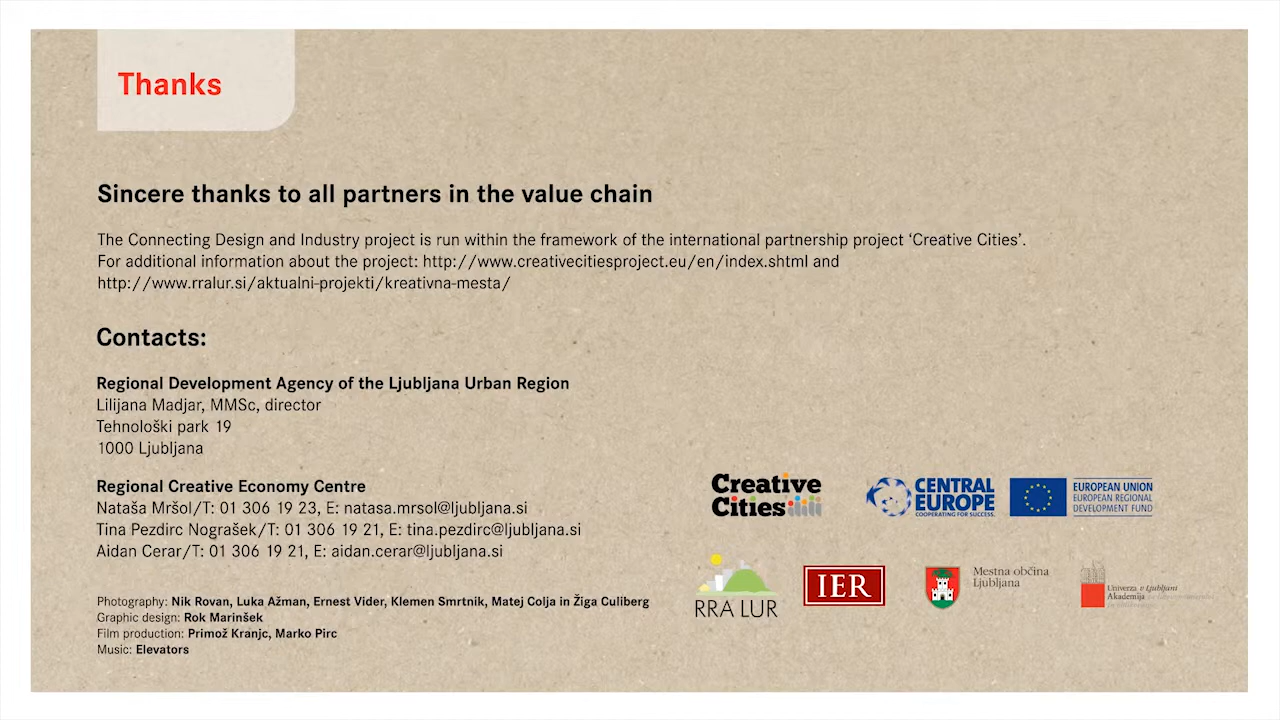 Thanks
Sincere thanks to all partners in the value chain
The Connecting Design and Industry project is run within the framework of the international partnership project ‘Creative Cities’.
For additional information about the project: http://www.creativecitiesproject.eu/en/index.shtml and
http://www.rralur.si/aktualni-projekti/kreativna-mesta/
Contacts:
Regional Development Agency of the Ljubljana Urban Region
Lilijana Madjar, MMSc, director
Tehnološki park 19
1000 Ljubljana
Regional Creative Economy Centre
Nataša Mršol/T: 01 306 19 23, E: natasa.mrsol@ljubljana.si
Tina Pezdirc Nograšek/T: 01 306 19 21, E: tina.pezdirc@ljubljana.si
Aidan Cerar/T: 01 306 19 21, E: aidan.cerar@ljubljana.si
Photography: Nik Rovan, Luka Ažman, Ernest Vider, Klemen Smrtnik, Matej Colja in Žiga Culiberg
Graphic design: Rok Marinšek
Film production: Primož Kranjc, Marko Pirc
Music: Elevators
Creative
Cities
CENTRAL
EUROPE
COOPERATING FOR SUCCESS.
EUROPEAN UNION
EUROPEAN REGIONAL
DEVELOPMENT FUND
RRA LUR
IER
Mestna občina
Ljubljana
Univerza v Ljubljani
Akademija